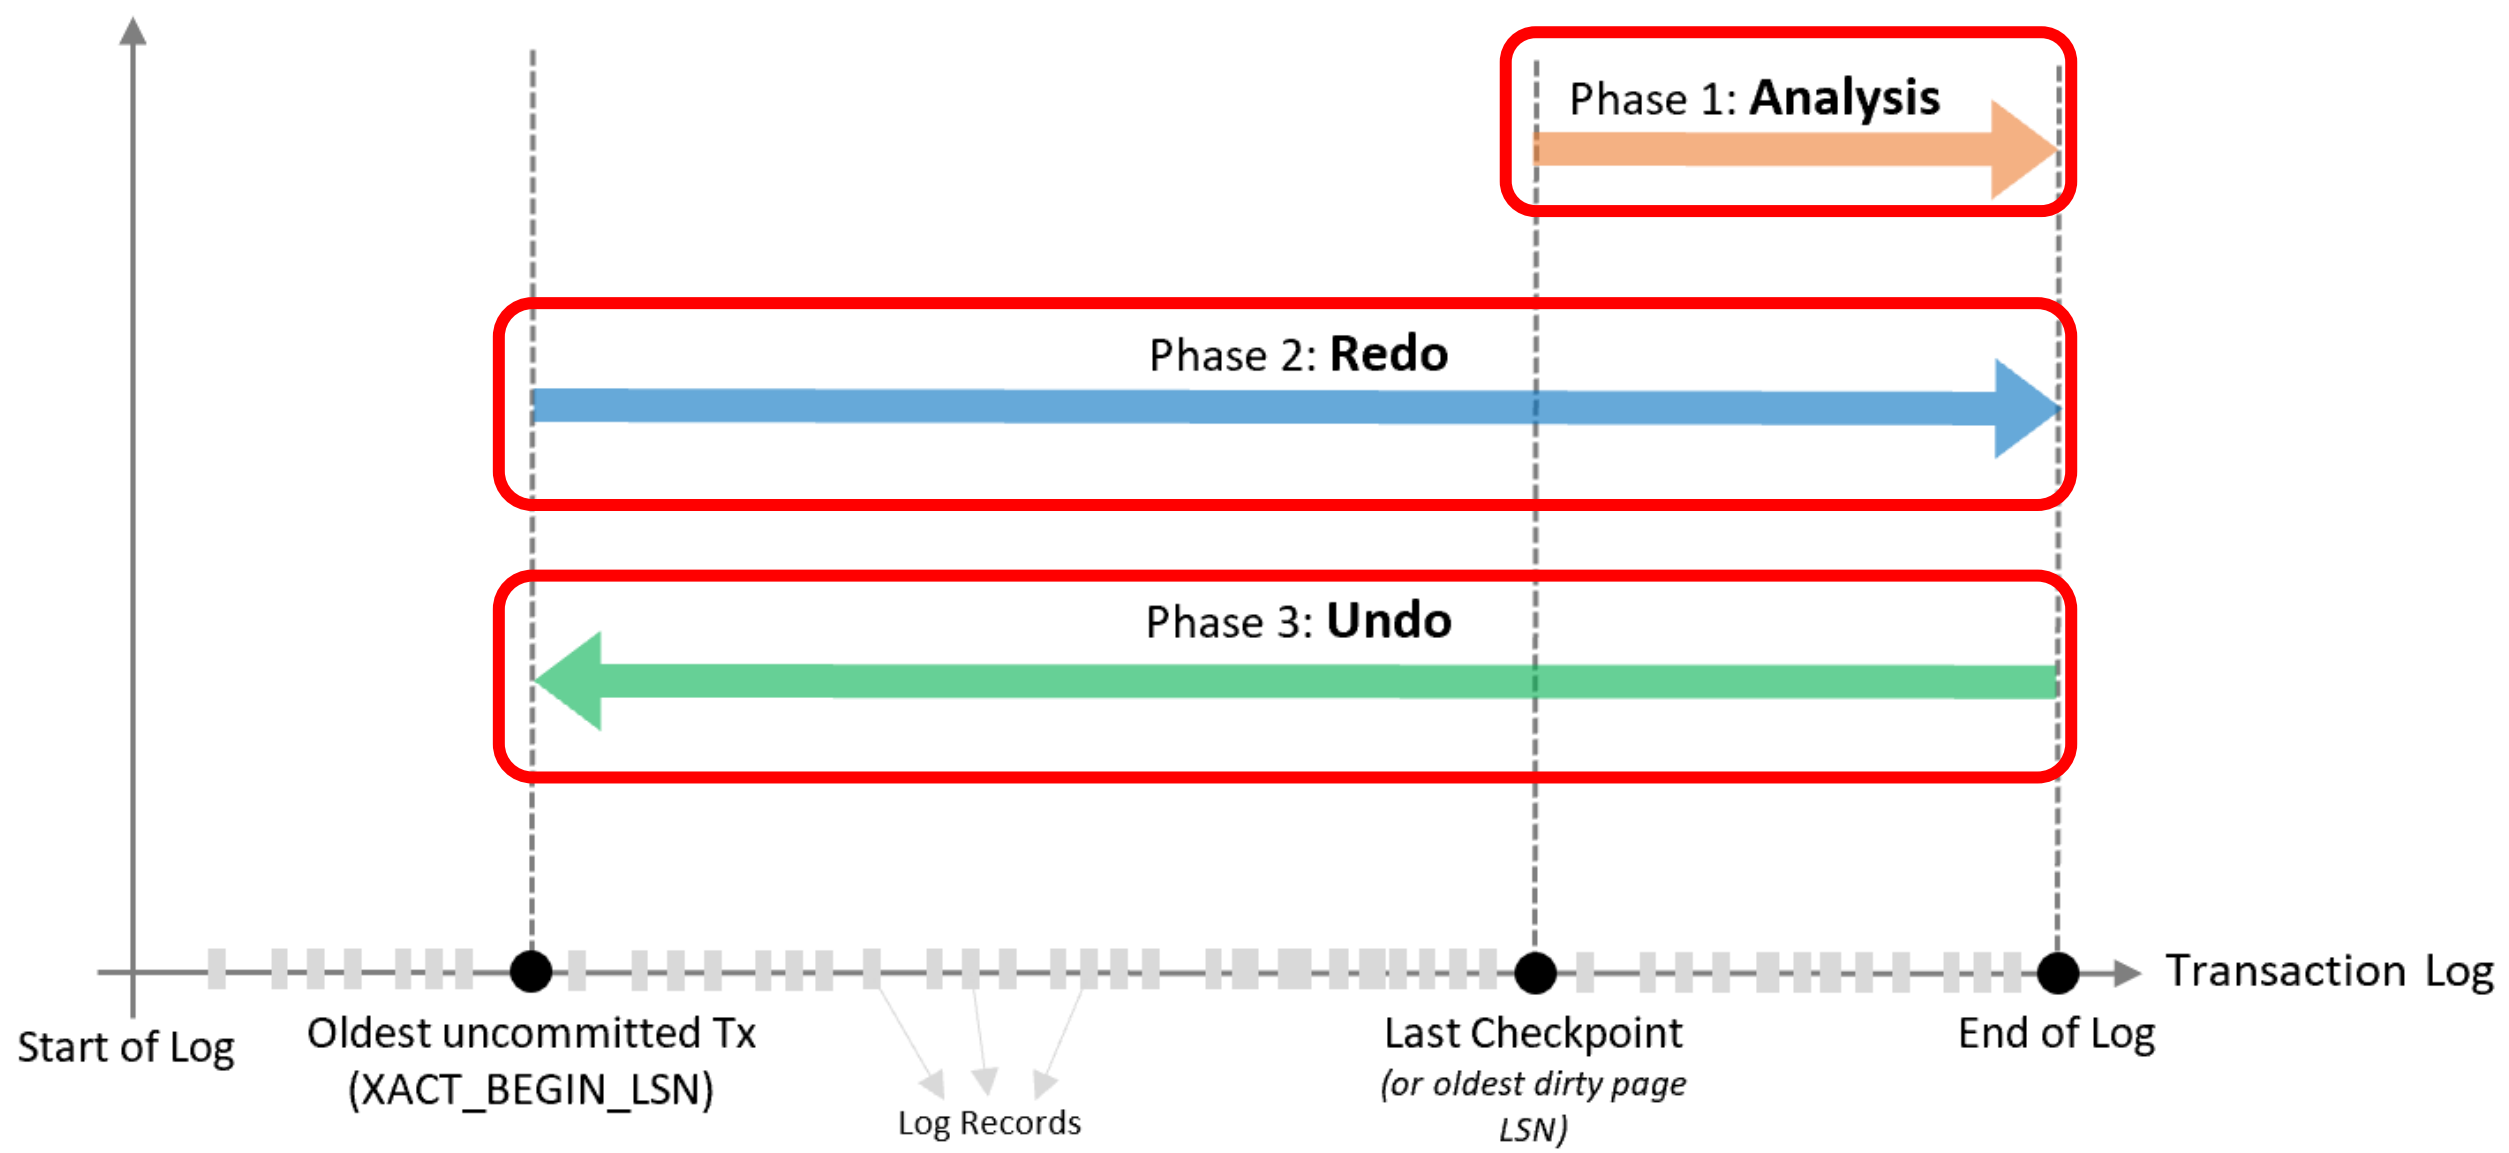 Phase 1: Analysis
Phase 2: Redo
Phase 3: Undo
Transaction Log
Start of Log
Oldest uncommitted Tx
(XACT_BEGIN_LSN)
Last Checkpoint
(or oldest dirty page
LSN)
End of Log
Log Records